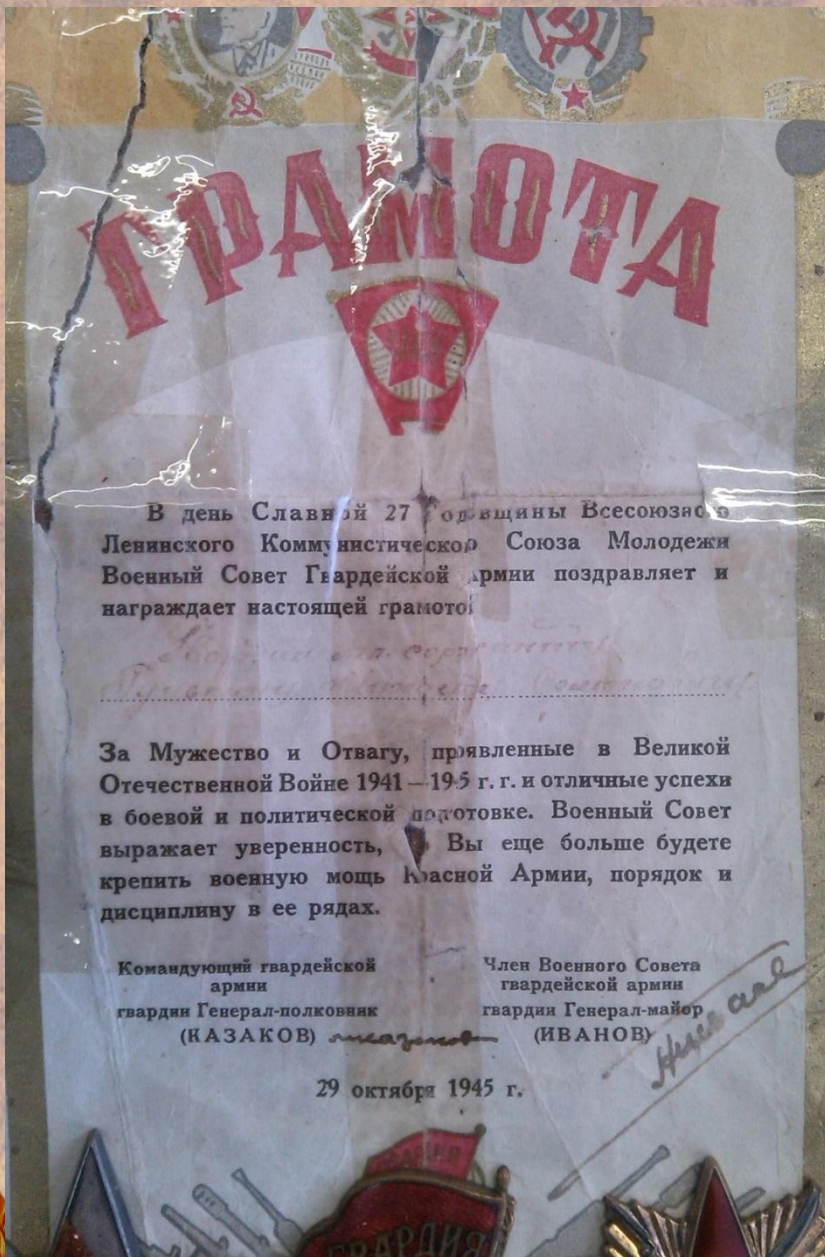 ГРАМОТА
В день Славной 27 Годовщины Всесоюзного
Ленинского Коммунистического Союза Молодежи
Военный Совет Гвардейской Армии поздравляет и
награждает настоящей грамотой
За Мужество и Отвагу, проявленные в Великой
Отечественной Войне 1941—1945 г. г. и отличные успехи
в боевой и политической подготовке. Военный Совет
выражает уверенность, Вы еще больше будете
крепить военную мощь Красной Армии, порядок и
дисциплину в ее рядах.
Командующий гвардейской
армии
гвардии Генерал-полковник
(КАЗАКОВ)
Член Военного Совета
гвардейской армии
гвардии Генерал-майор
(ИВАНОВ)
29 октября 1945 г.
ГВАРДИЯ